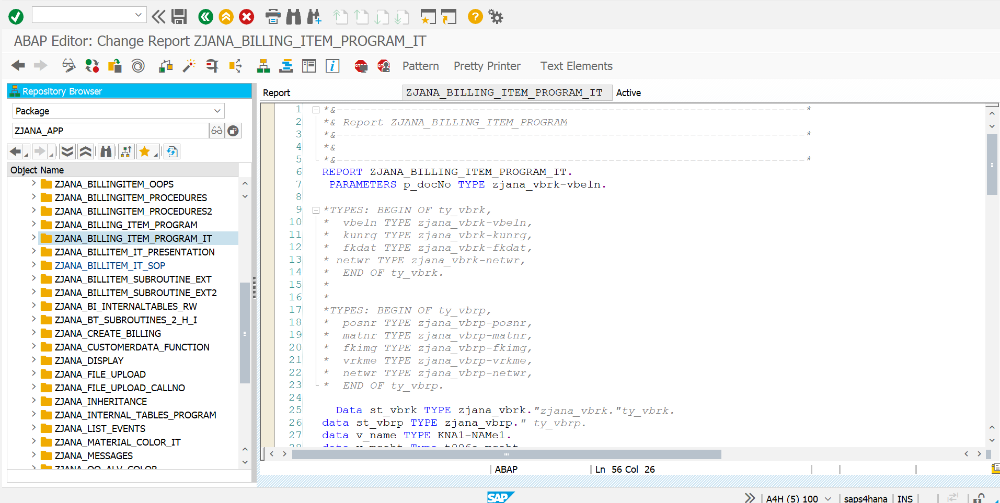 ABAP Editor: Change Report ZJANA_BILLING_ITEM_PROGRAM_IT
Pattern Pretty Printer Text Elements
Repository Browser
Package
ZJANA_APP
Object Name
ZJANA_BILLINGITEM_OOPS
ZJANA_BILLINGITEM_PROCEDURES
ZJANA_BILLINGITEM_PROCEDURES2
ZJANA_BILLING_ITEM_PROGRAM
ZJANA_BILLING_ITEM_PROGRAM_IT
ZJANA_BILLITEM_IT_PRESENTATION
ZJANA_BILLITEM_IT_SOP
ZJANA_BILLITEM_SUBROUTINE_EXT
ZJANA_BILLITEM_SUBROUTINE_EXT2
ZJANA_BI_INTERNALTABLES_RW
ZJANA_BT_SUBROUTINES_2_H_I
ZJANA_CREATE_BILLING
ZJANA_CUSTOMERDATA_FUNCTION
ZJANA_DISPLAY
ZJANA_FILE_UPLOAD
ZJANA_FILE_UPLOAD_CALLNO
ZJANA_INHERITANCE
ZJANA_INTERNAL_TABLES_PROGRAM
ZJANA_LIST_EVENTS
ZJANA_MATERIAL_COLOR_IT
ZJANA_MESSAGES
ZJANA_OO_ALV_COLOR
Report ZJANA_BILLING_ITEM_PROGRAM_IT Active
1 *&---------------------------------------------------------------------*
2 *& Report ZJANA_BILLING_ITEM_PROGRAM
3 *&---------------------------------------------------------------------*
4 *&
5 *&---------------------------------------------------------------------*
6 REPORT ZJANA_BILLING_ITEM_PROGRAM_IT.
7 PARAMETERS p_docNo TYPE zjana_vbrk-vbeln.
8
9 *TYPES: BEGIN OF ty_vbrk,
10 * vbeln TYPE zjana_vbrk-vbeln,
11 * kunrg TYPE zjana_vbrk-kunrg,
12 * fkdat TYPE zjana_vbrk-fkdat,
13 * netwr TYPE zjana_vbrk-netwr,
14 * END OF ty_vbrk.
15 *
16 *
17 *TYPES: BEGIN OF ty_vbrp,
18 * posnr TYPE zjana_vbrp-posnr,
19 * matnr TYPE zjana_vbrp-matnr,
20 * fkimg TYPE zjana_vbrp-fkimg,
21 * vrkme TYPE zjana_vbrp-vrkme,
22 * netwr TYPE zjana_vbrp-netwr,
23 * END OF ty_vbrp.
24
25 Data st_vbrk TYPE zjana_vbrk."zjana_vbrk."ty_vbrk.
26 data st_vbrp TYPE zjana_vbrp." ty_vbrp.
27 data v_name TYPE KNA1-NAMe1.
28 data v_mseht Type t006a-mseht
ABAP Ln 56 Col 26
SAP A4H (5) 100 saps4hana INS